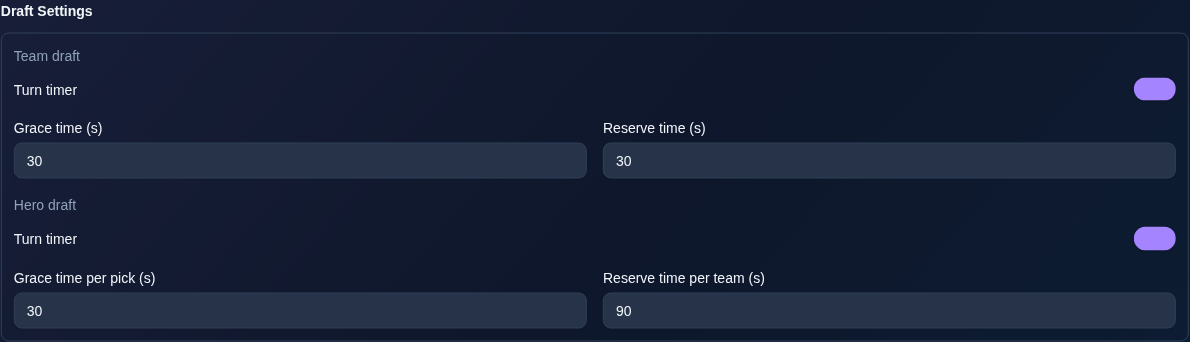 Draft Settings
Team draft
Turn timer
Grace time (s)
Reserve time (s)
30
30
Hero draft
Turn timer
Grace time per pick (s)
Reserve time per team (s)
30
90